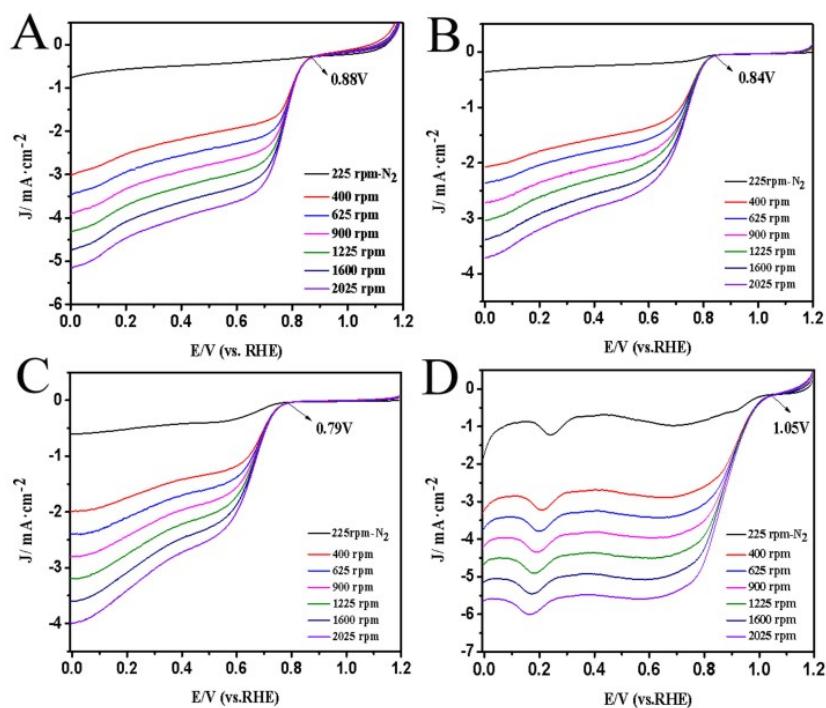 A
0
-1
-2
-3
-4
-5
-6
J/ mA·cm-2
0.88V
225 rpm-N2
400 rpm
625 rpm
900 rpm
1225 rpm
1600 rpm
2025 rpm
0.0 0.2 0.4 0.6 0.8 1.0 1.2
E/V (vs. RHE)
B
0
-1
-2
-3
-4
J/ mA·cm-2
0.84V
225rpm-N2
400 rpm
625 rpm
900 rpm
1225 rpm
1600 rpm
2025 rpm
0.0 0.2 0.4 0.6 0.8 1.0 1.2
E/V (vs.RHE)
C
0
-1
-2
-3
-4
J/ mA·cm-2
0.79V
225rpm-N2
400 rpm
625 rpm
900 rpm
1225 rpm
1600 rpm
2025 rpm
0.0 0.2 0.4 0.6 0.8 1.0 1.2
E/V (vs.RHE)
D
0
-1
-2
-3
-4
-5
-6
-7
J/ mA·cm-2
1.05V
225 rpm-N2
400 rpm
625 rpm
900 rpm
1225 rpm
1600 rpm
2025 rpm
0.0 0.2 0.4 0.6 0.8 1.0 1.2
E/V (vs.RHE)